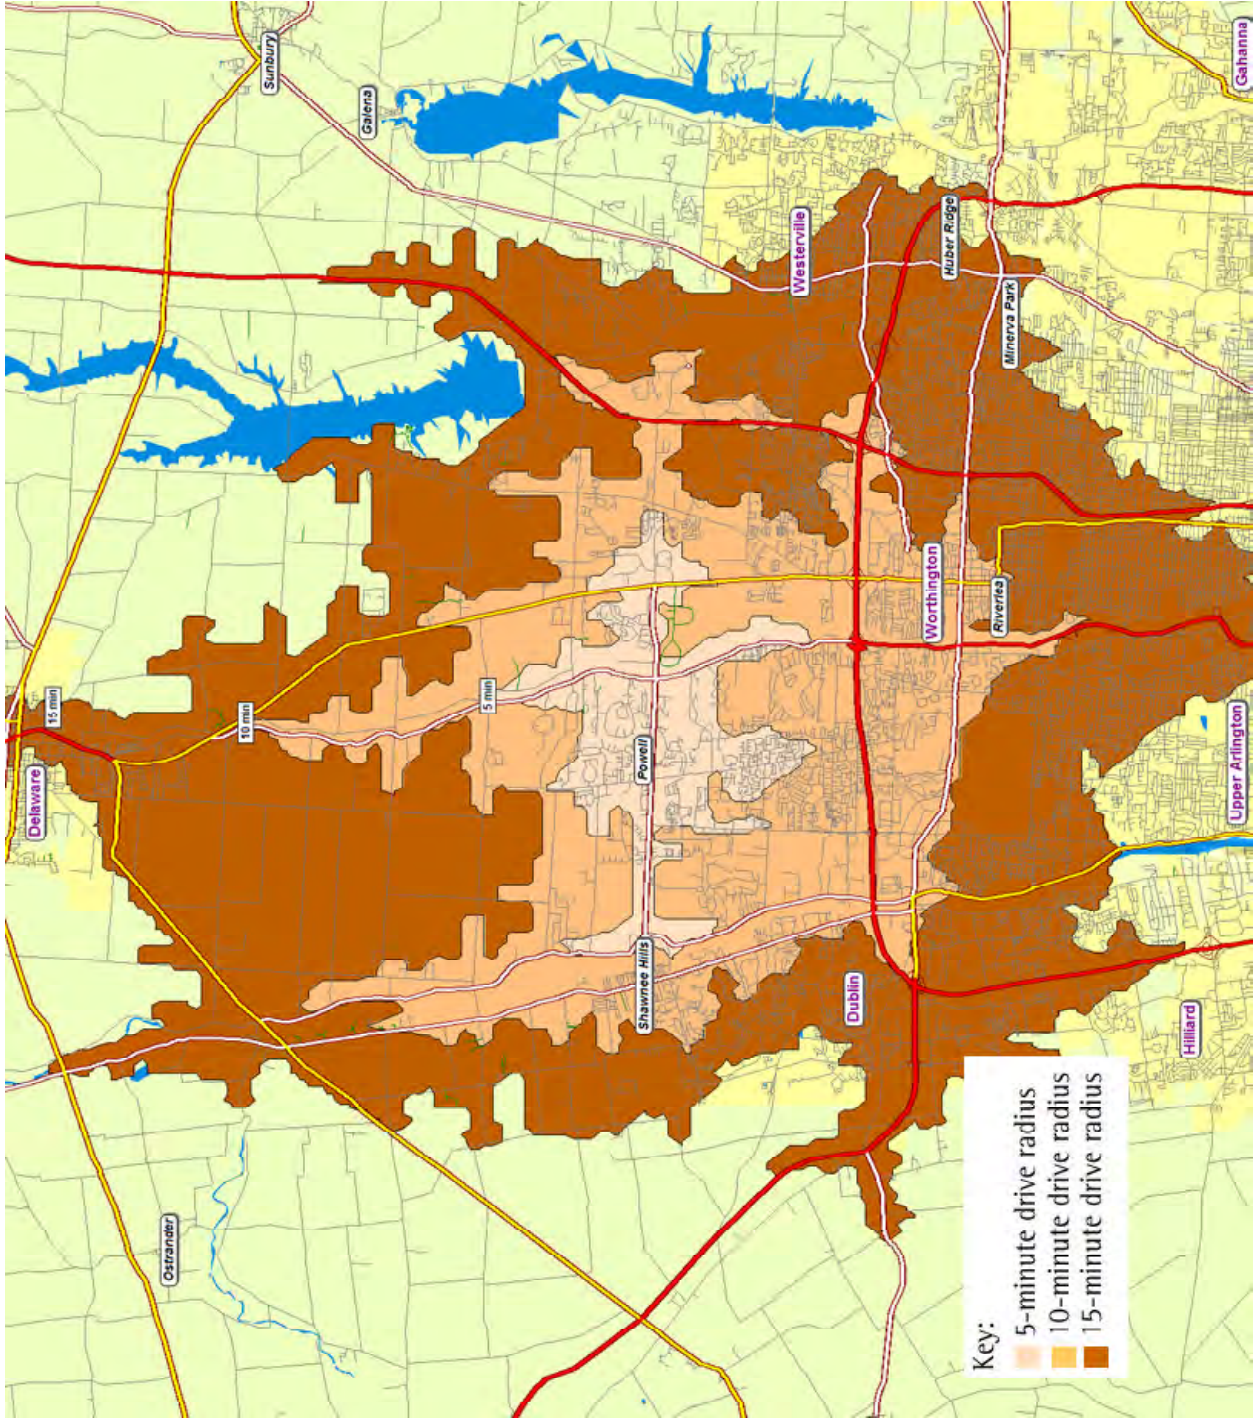 Ostrander
Delaware
Sunbury
15 min
10 min
Galena
5 min
Shawnee Hills
Powell
Dublin
Worthington
Westerville
Huber Ridge
Riverlea
Minerva Park
Hilliard
Upper Arlington
Gahanna
Key:
5-minute drive radius
10-minute drive radius
15-minute drive radius